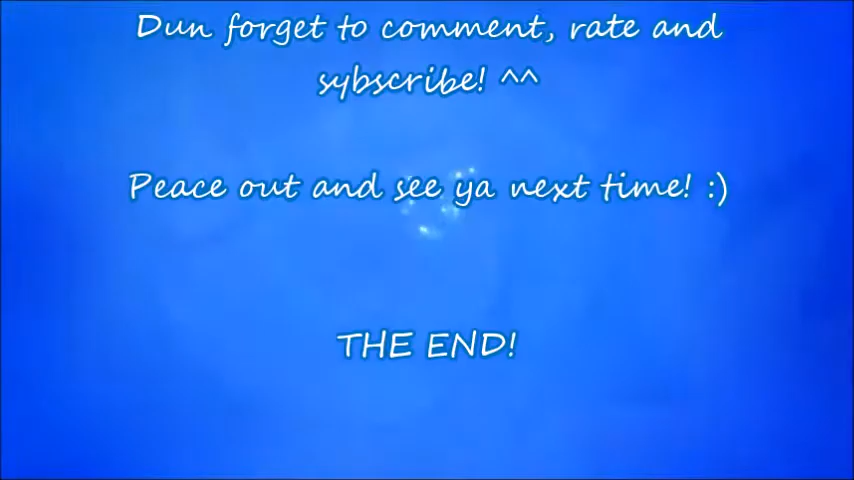 Dun forget to comment, rate and
sybscribe! ^^
Peace out and see ya next time! :)
THE END!